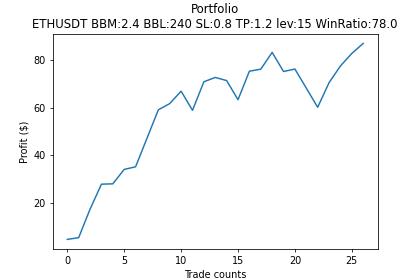 Portfolio
ETHUSDT BBM:2.4 BBL:240 SL:0.8 TP:1.2 lev:15 WinRatio:78.0
80
60
40
20
Profit ($)
0 5 10 15 20 25
Trade counts